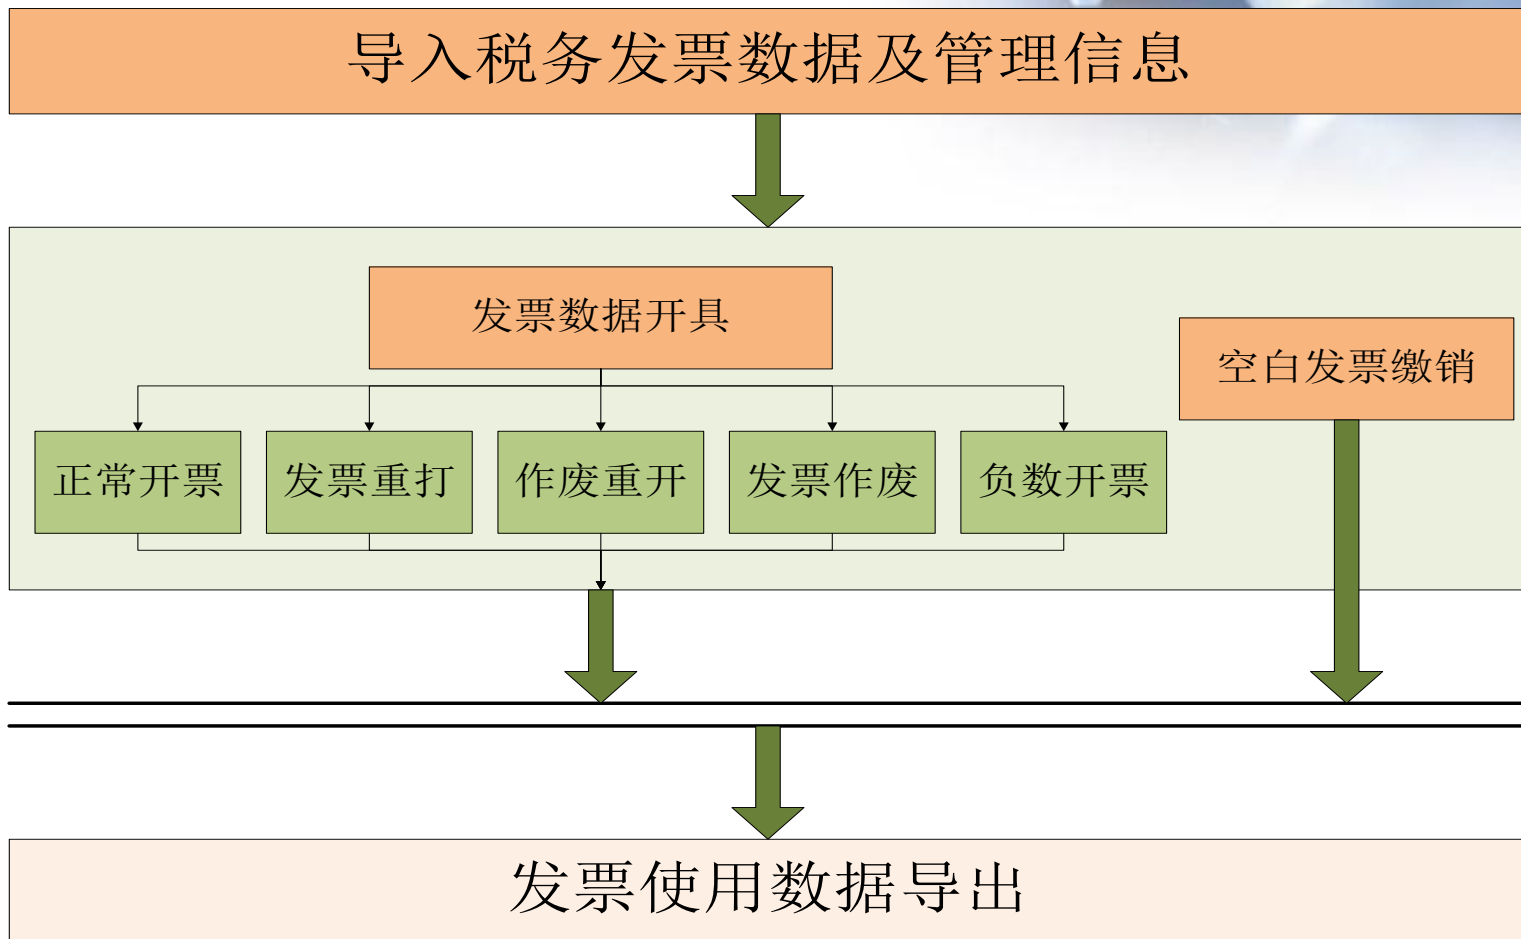 导入税务发票数据及管理信息
发票数据开具
空白发票缴销
正常开票
发票重打
作废重开
发票作废
负数开票
发票使用数据导出